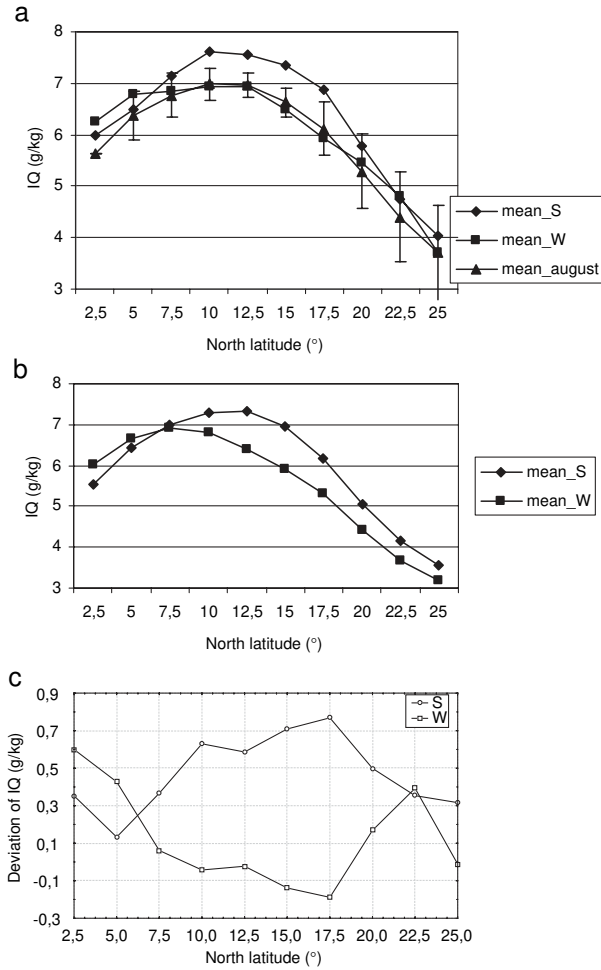 a
8
7
6
5
4
3
IQ (g/kg)
2,5 5 7,5 10 12,5 15 17,5 20 22,5 25
North latitude (°)
mean_S
mean_W
mean_august
b
8
7
6
5
4
3
IQ (g/kg)
2,5 5 7,5 10 12,5 15 17,5 20 22,5 25
North latitude (°)
mean_S
mean_W
c
0,9
0,7
0,5
0,3
0,1
-0,1
-0,3
Deviation of IQ (g/kg)
S
W
2,5 5,0 7,5 10,0 12,5 15,0 17,5 20,0 22,5 25,0
North latitude (°)